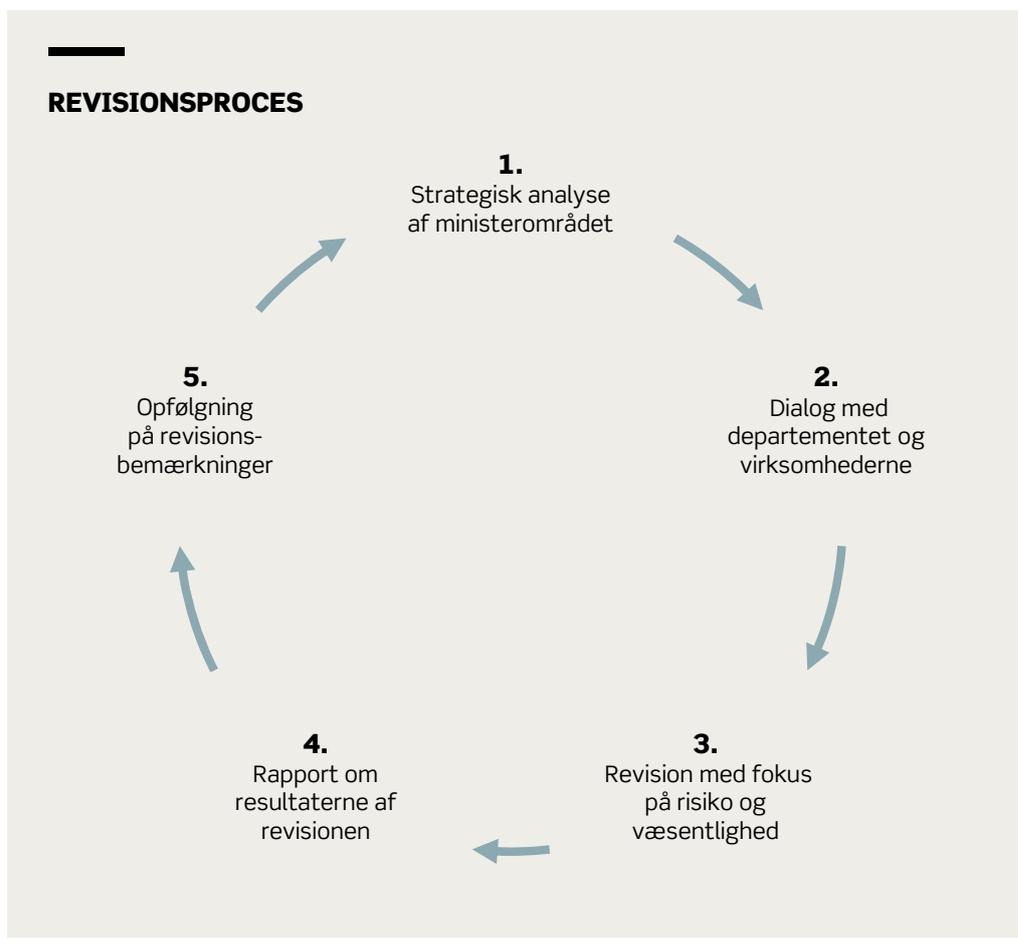 REVISIONSPROCES
1.
Strategisk analyse
af ministerområdet
2.
Dialog med
departementet og
virksomhederne
3.
Revision med fokus
på risiko og
væsentlighed
4.
Rapport om
resultaterne af
revisionen
5.
Opfølgning
på revisions-
bemærkninger